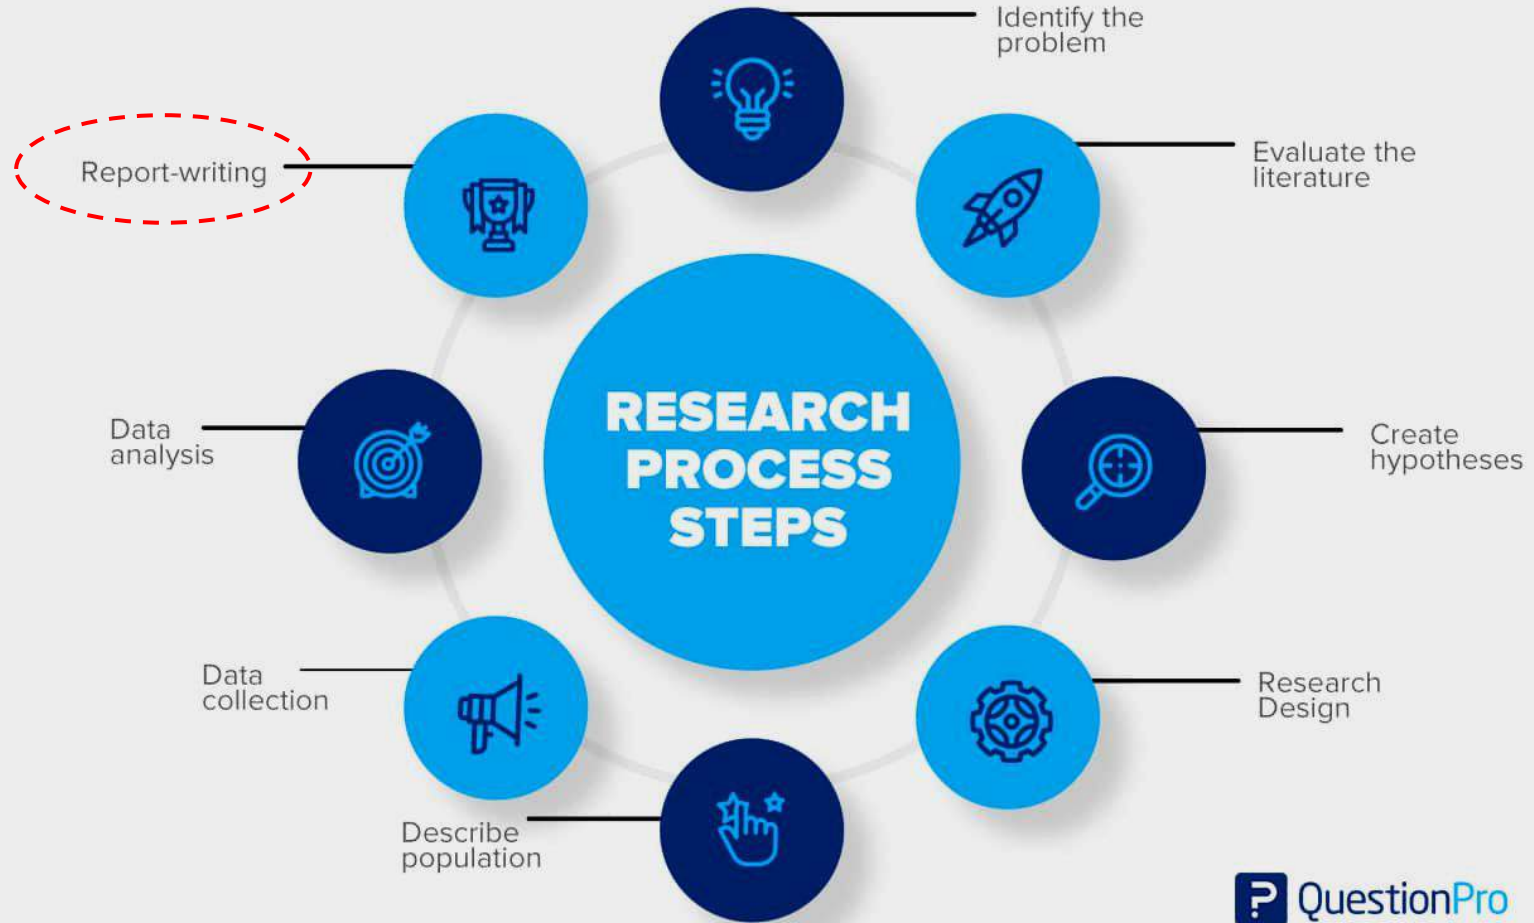 Identify the
problem
Evaluate the
literature
Create
hypotheses
Research
Design
Describe
population
Data
collection
Data
analysis
Report-writing
RESEARCH
PROCESS
STEPS
QuestionPro